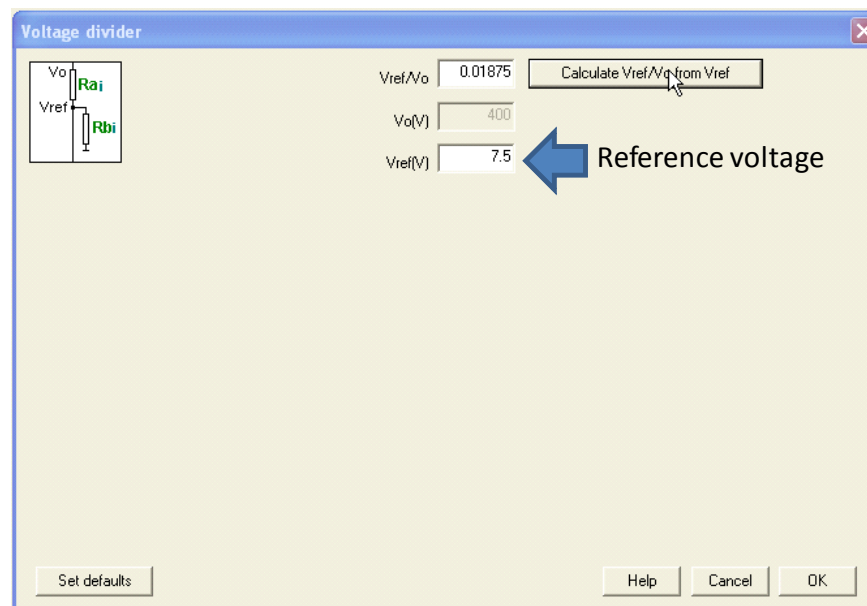 Voltage divider
Vo
Rai
Vref
Rbi
Vref/Vo 0.01875 Calculate Vref/Vo from Vref
Vo(V) 400
Vref(V) 7.5 Reference voltage
Set defaults Help Cancel OK